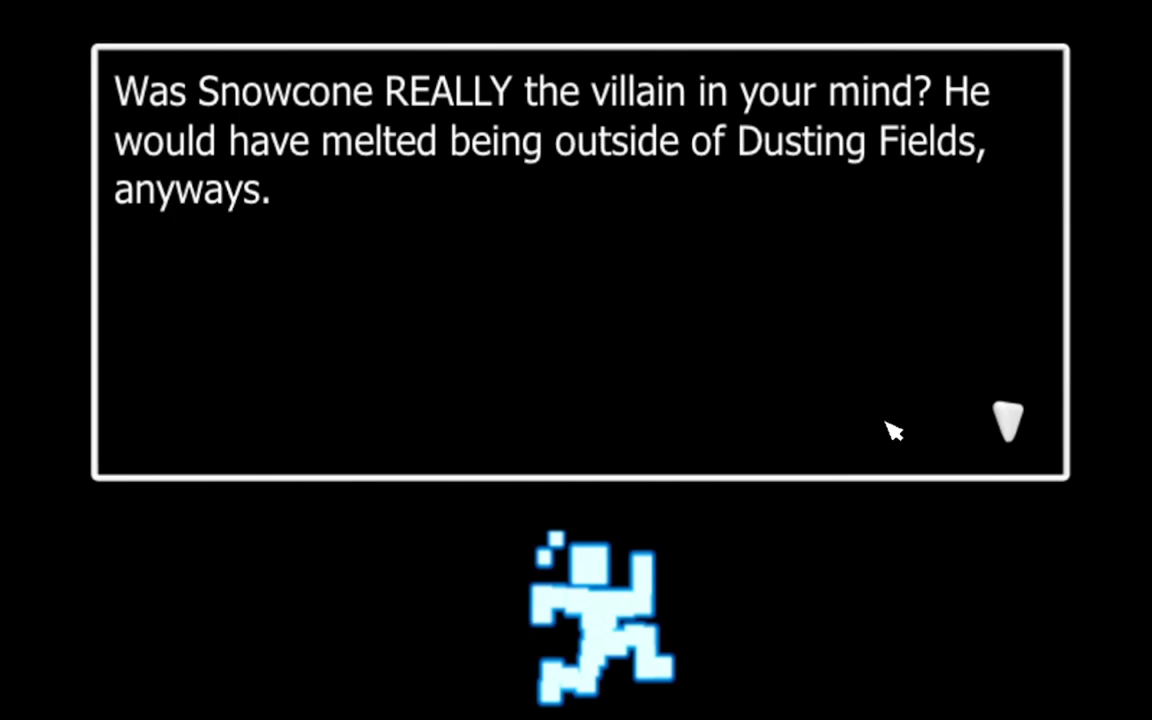 Was Snowcone REALLY the villain in your mind? He
would have melted being outside of Dusting Fields,
anyways.